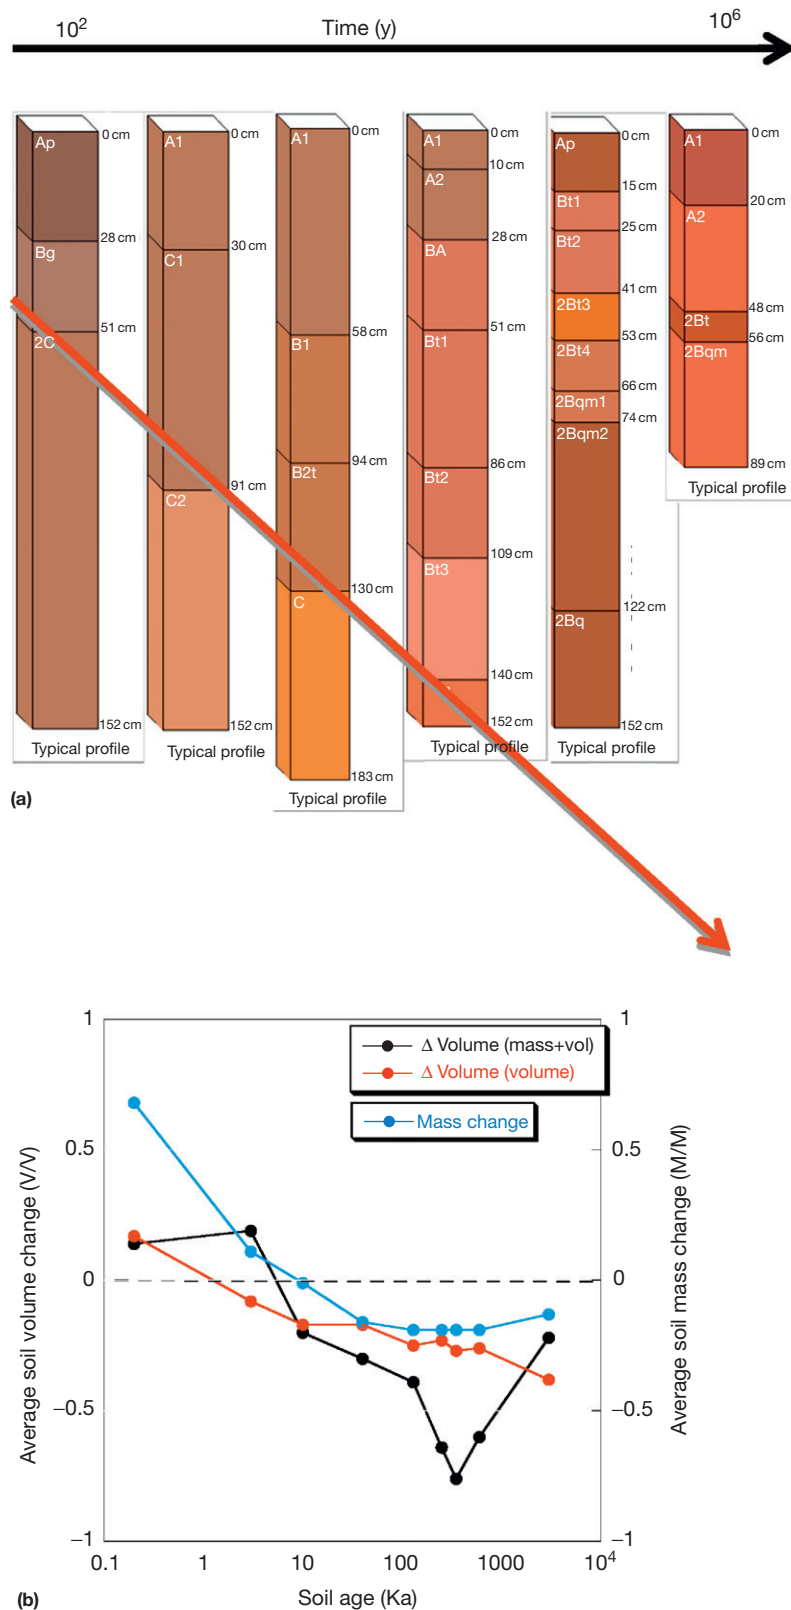 10² Time (y) 10⁶
Ap
0 cm
28 cm
Bg
51 cm
2C
152 cm
Typical profile
A1
0 cm
30 cm
C1
91 cm
C2
152 cm
Typical profile
A1
0 cm
58 cm
B1
94 cm
B2t
130 cm
C
183 cm
Typical profile
A1
0 cm
10 cm
A2
28 cm
BA
51 cm
Bt1
86 cm
Bt2
109 cm
Bt3
140 cm
152 cm
Typical profile
Ap
0 cm
15 cm
Bt1
25 cm
Bt2
41 cm
2Bt3
53 cm
2Bt4
66 cm
2Bqm1
74 cm
2Bqm2
122 cm
2Bq
152 cm
Typical profile
A1
0 cm
20 cm
A2
48 cm
2Bt
56 cm
2Bqm
89 cm
Typical profile
(a)
1
0.5
0
−0.5
−1
Average soil volume change (V/V)
Δ Volume (mass+vol)
Δ Volume (volume)
Mass change
1
0.5
0
−0.5
−1
Average soil mass change (M/M)
0.1 1 10 100 1000 10⁴
Soil age (Ka)
(b)